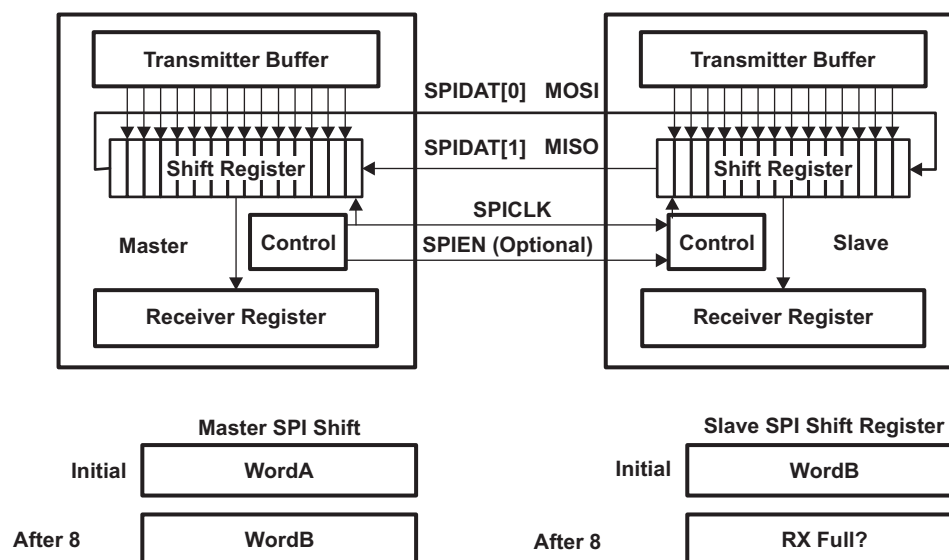 Transmitter Buffer
Transmitter Buffer
SPIDAT[0] MOSI
Shift Register
SPIDAT[1] MISO
Shift Register
SPICLK
Master
Control
SPIEN (Optional)
Control
Slave
Receiver Register
Receiver Register
Master SPI Shift
Slave SPI Shift Register
Initial
WordA
Initial
WordB
After 8
WordB
After 8
RX Full?